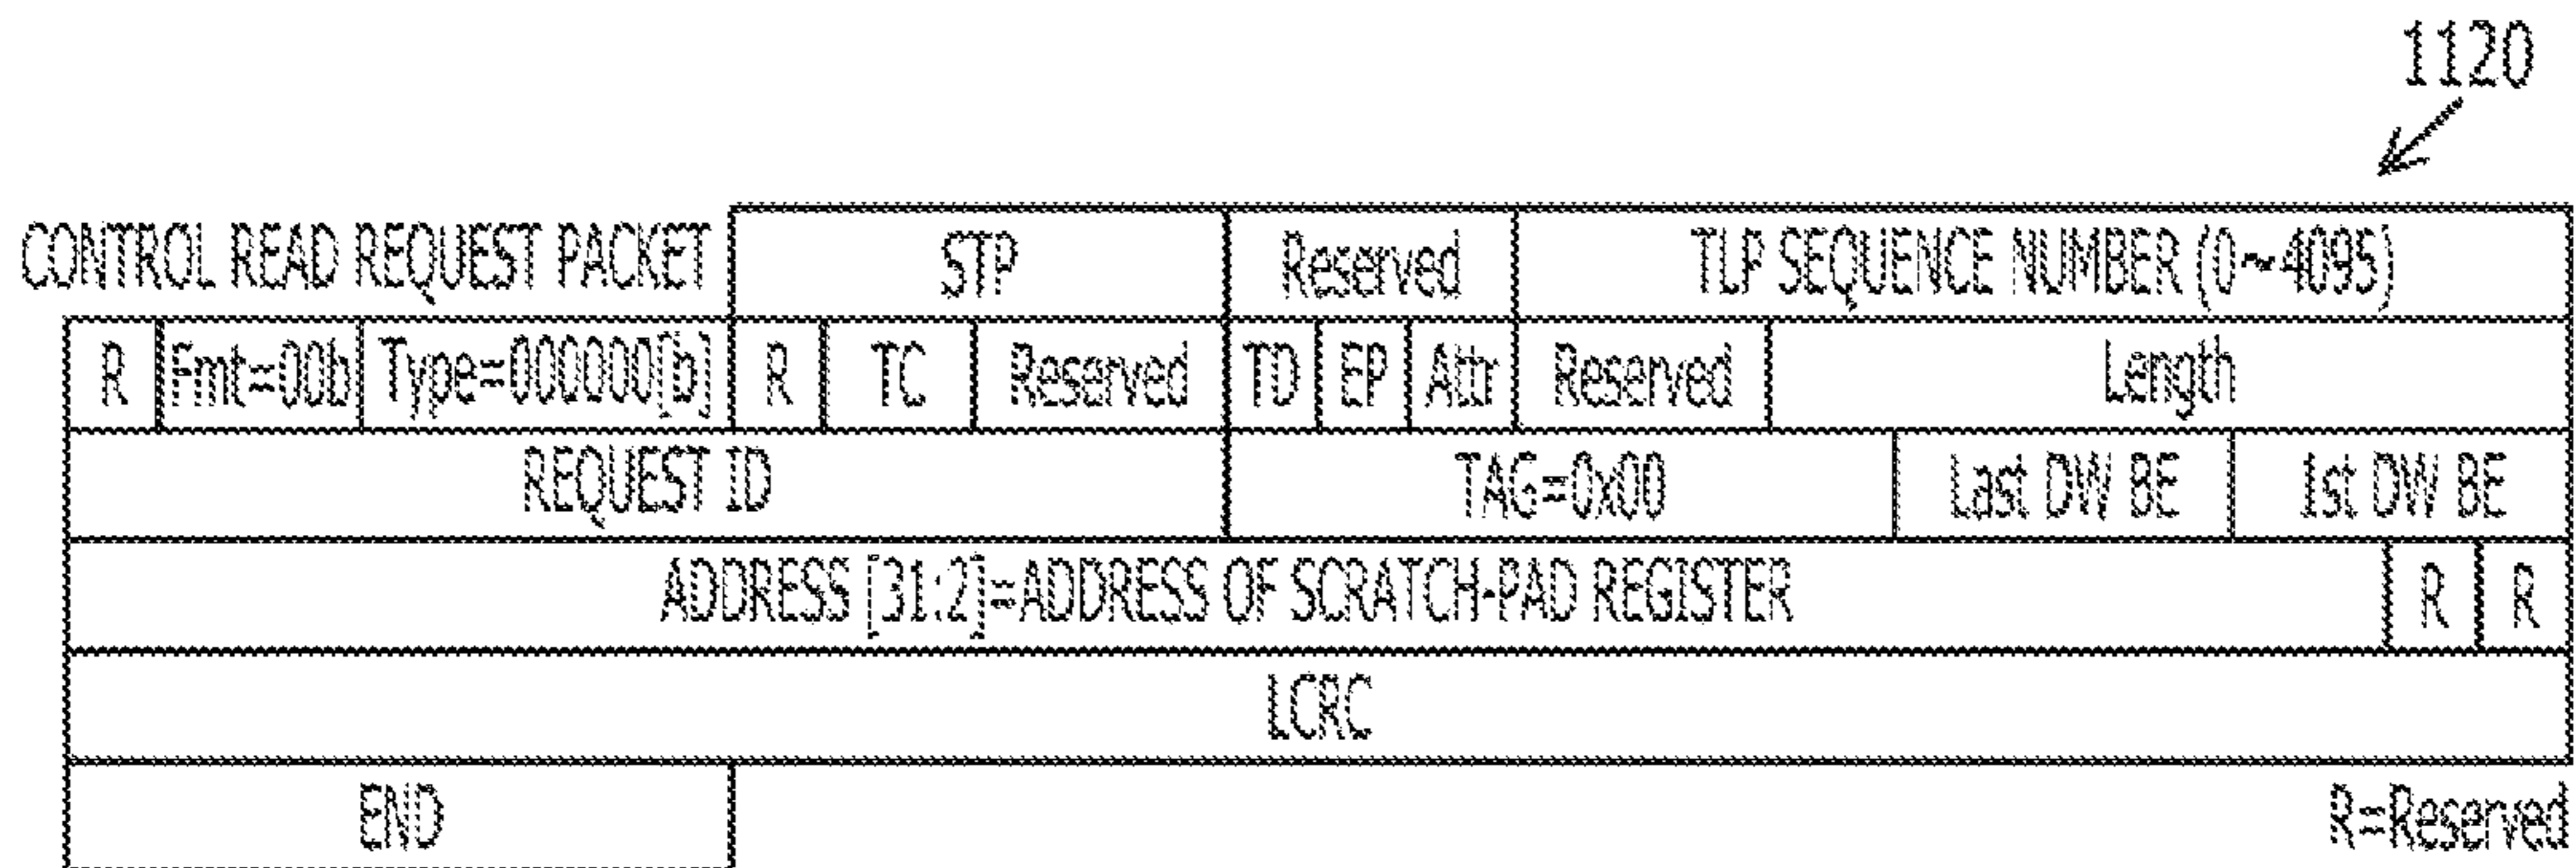 1120
CONTROL READ REQUEST PACKET STP Reserved TLP SEQUENCE NUMBER (0~4095)
R Fmt=00b Type=000000[b] R TC Reserved TD EP Attr Reserved Length
REQUEST ID TAG=0x00 Last DW BE 1st DW BE
ADDRESS [31:2]=ADDRESS OF SCRATCH-PAD REGISTER R R
LCRC
END R=Reserved